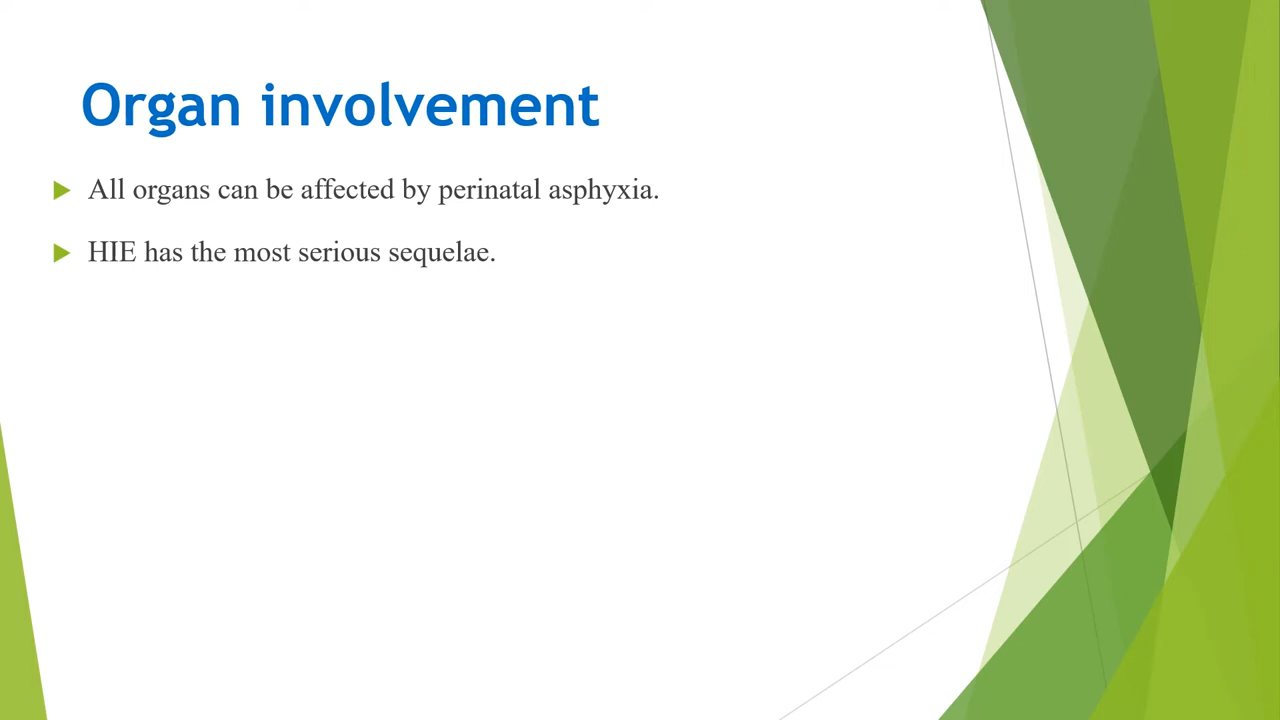 Organ involvement
All organs can be affected by perinatal asphyxia.
HIE has the most serious sequelae.